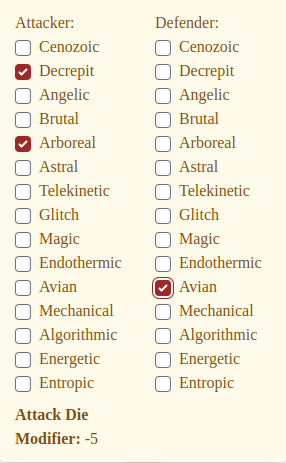 Attacker: Defender:
Cenozoic Cenozoic
Decrepit Decrepit
Angelic Angelic
Brutal Brutal
Arboreal Arboreal
Astral Astral
Telekinetic Telekinetic
Glitch Glitch
Magic Magic
Endothermic Endothermic
Avian Avian
Mechanical Mechanical
Algorithmic Algorithmic
Energetic Energetic
Entropic Entropic
Attack Die
Modifier: -5